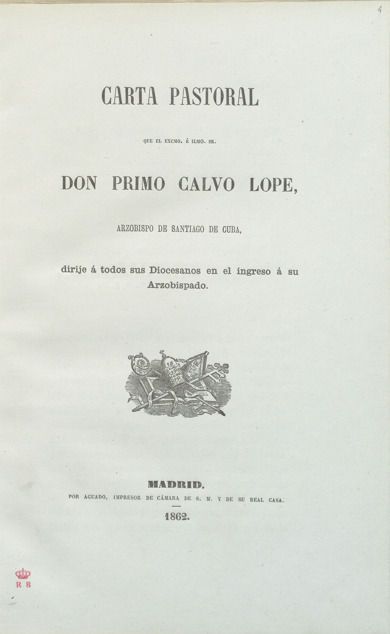 4
CARTA PASTORAL
QUE EL EXCMO. É ILMO. SR.
DON PRIMO CALVO LOPE,
ARZOBISPO DE SANTIAGO DE CUBA,
dirije á todos sus Diocesanos en el ingreso á su
Arzobispado.
MADRID.
POR AGUADO, IMPRESOR DE CÁMARA DE S. M. Y DE SU REAL CASA.
1862.
R B